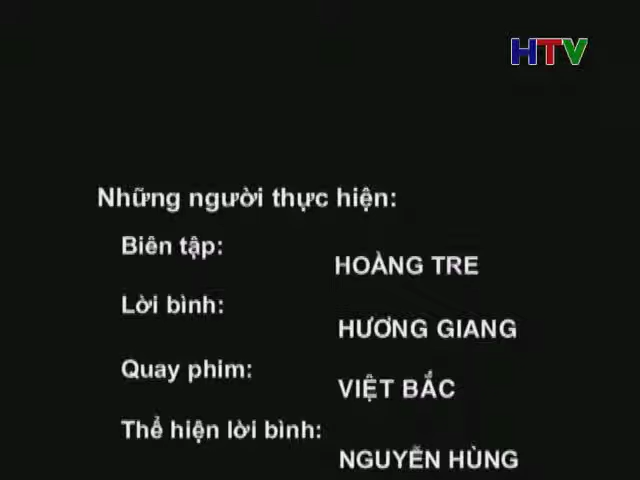 HTV
Những người thực hiện:
Biên tập:
HOÀNG TRE
Lời bình:
HƯƠNG GIANG
Quay phim:
VIỆT BẮC
Thể hiện lời bình:
NGUYỄN HÙNG